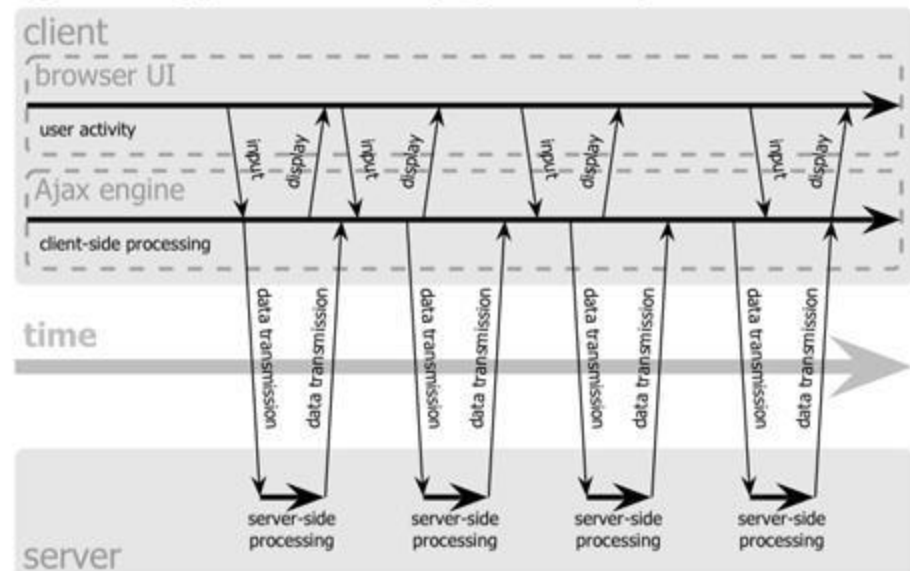 client
browser UI
user activity
input
display
input
display
input
display
input
display
Ajax engine
client-side processing
data transmission
data transmission
data transmission
data transmission
data transmission
data transmission
data transmission
data transmission
time
server-side
processing
server-side
processing
server-side
processing
server-side
processing
server